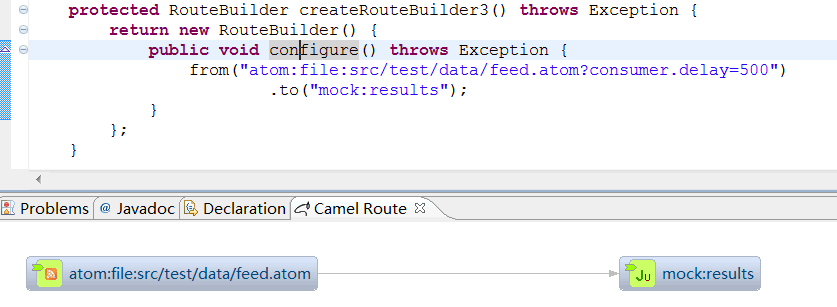 protected RouteBuilder createRouteBuilder3() throws Exception {
return new RouteBuilder() {
public void configure() throws Exception {
from("atom:file:src/test/data/feed.atom?consumer.delay=500")
.to("mock:results");
}
};
}
Problems @ Javadoc Declaration Camel Route
atom:file:src/test/data/feed.atom JU mock:results